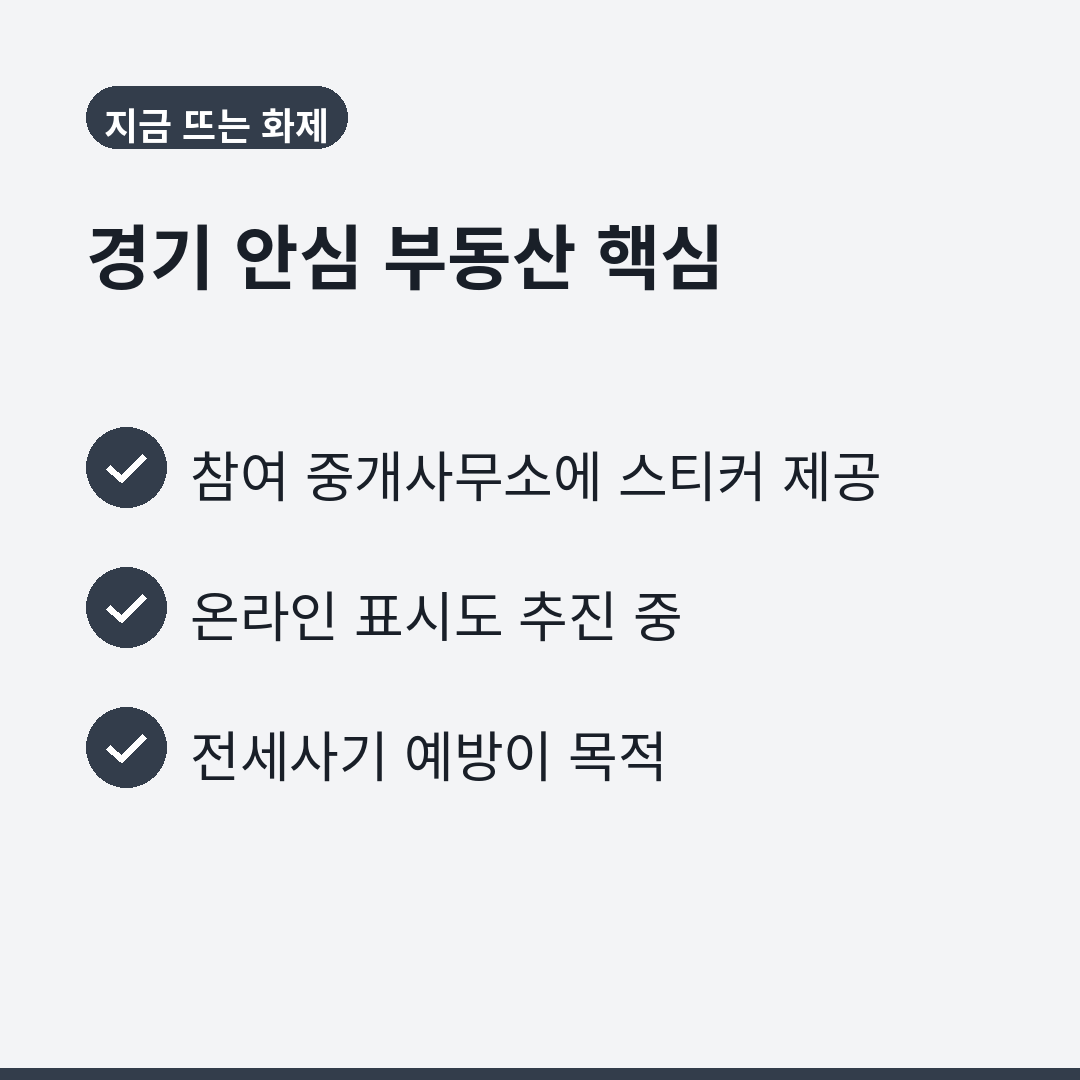 지금 뜨는 화제
경기 안심 부동산 핵심
참여 중개사무소에 스티커 제공
온라인 표시도 추진 중
전세사기 예방이 목적